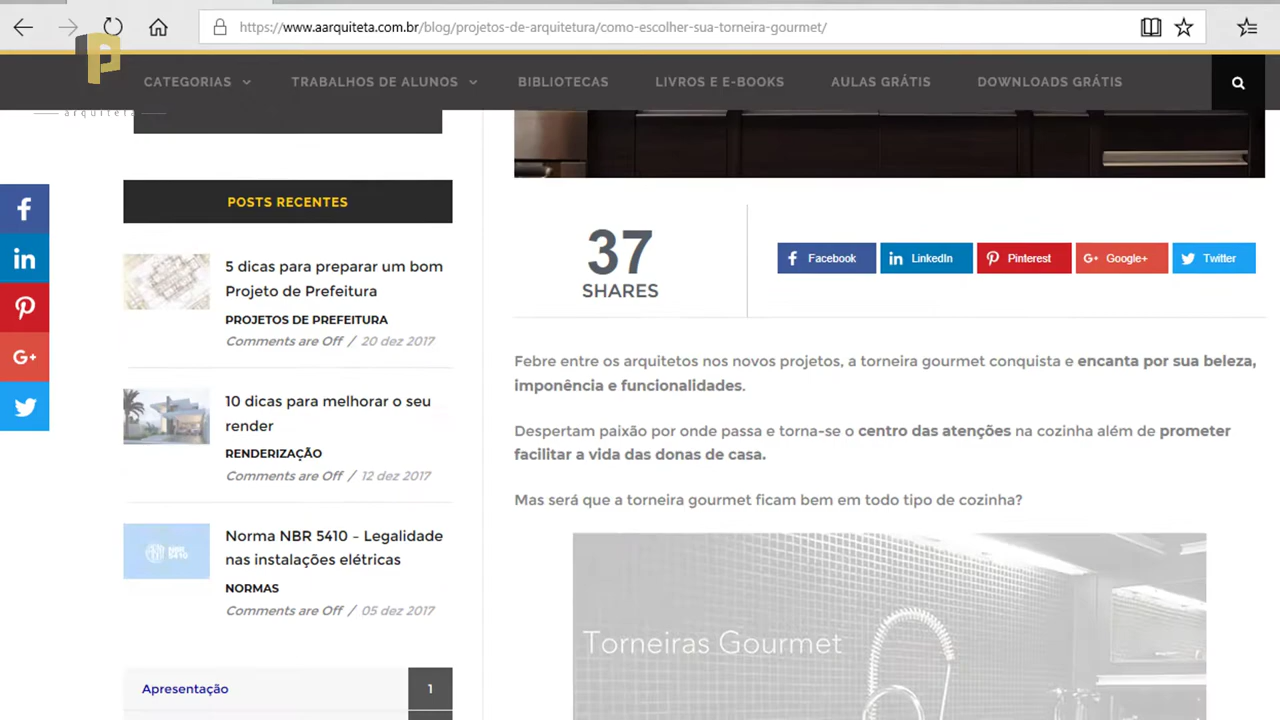 https://www.aarquiteta.com.br/blog/projetos-de-arquitetura/como-escolher-sua-torneira-gourmet/
CATEGORIAS TRABALHOS DE ALUNOS BIBLIOTECAS LIVROS E E-BOOKS AULAS GRÁTIS DOWNLOADS GRÁTIS
arquiteta
POSTS RECENTES
5 dicas para preparar um bom
Projeto de Prefeitura
PROJETOS DE PREFEITURA
Comments are Off / 20 dez 2017
10 dicas para melhorar o seu
render
RENDERIZAÇÃO
Comments are Off / 12 dez 2017
Norma NBR 5410 – Legalidade
nas instalações elétricas
NORMAS
Comments are Off / 05 dez 2017
Apresentação 1
37
SHARES
Facebook LinkedIn Pinterest Google+ Twitter
Febre entre os arquitetos nos novos projetos, a torneira gourmet conquista e encanta por sua beleza,
imponência e funcionalidades.
Despertam paixão por onde passa e torna-se o centro das atenções na cozinha além de prometer
facilitar a vida das donas de casa.
Mas será que a torneira gourmet ficam bem em todo tipo de cozinha?
Torneiras Gourmet